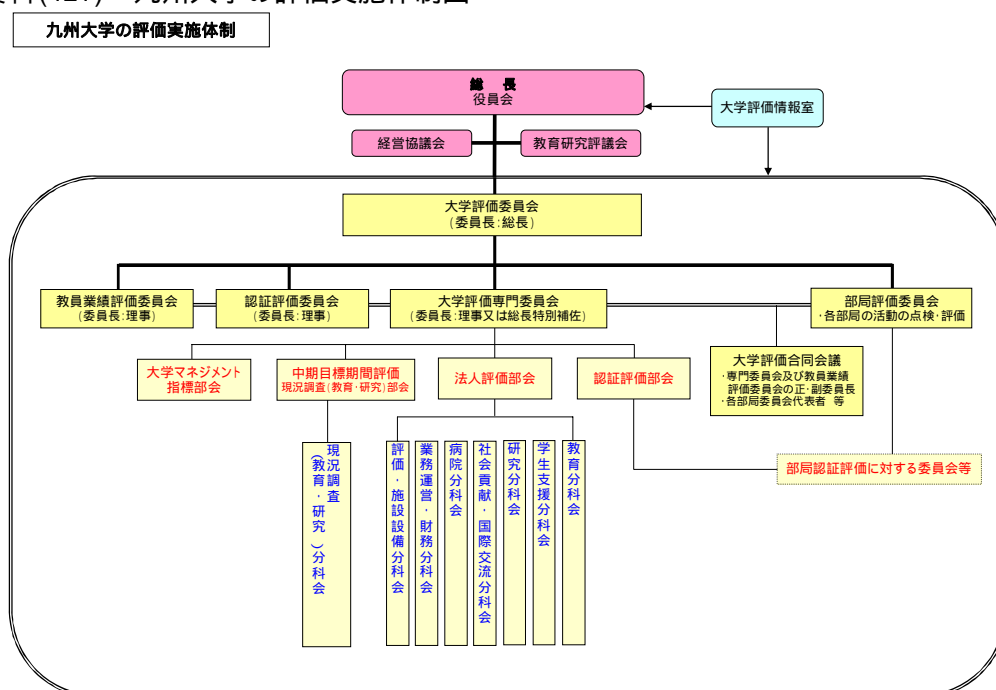 九州大学の評価実施体制
総 長
役員会
大学評価情報室
経営協議会
教育研究評議会
大学評価委員会
(委員長:総長)
教員業績評価委員会
(委員長:理事)
認証評価委員会
(委員長:理事)
大学評価専門委員会
(委員長:理事又は総長特別補佐)
部局評価委員会
・各部局の活動の点検・評価
大学マネジメント
指標部会
中期目標期間評価
現況調査(教育・研究)部会
法人評価部会
認証評価部会
大学評価合同会議
・専門委員会及び教員業績
評価委員会の正・副委員長
・各部局委員会代表者 等
現況調査
(教育・研究)分科会
評価・施設設備分科会
業務運営・財務分科会
病院分科会
社会貢献・国際交流分科会
研究分科会
学生支援分科会
教育分科会
部局認証評価に対する委員会等